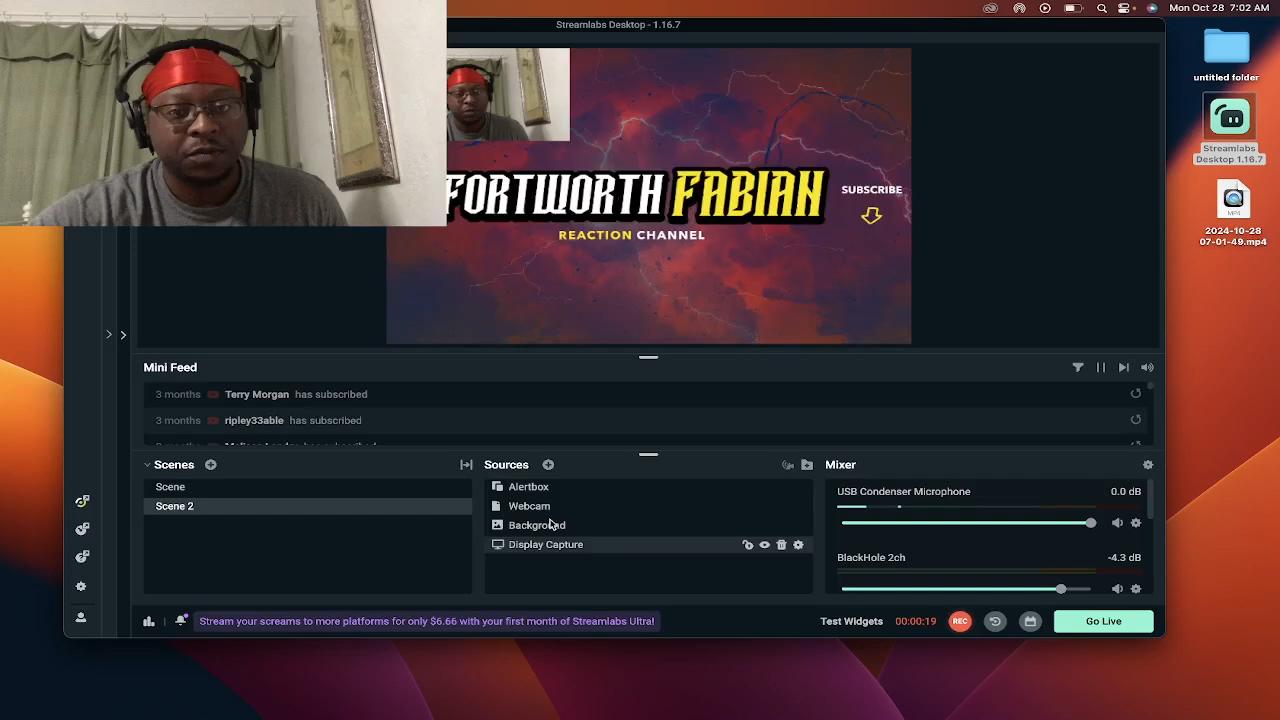 Mon Oct 28 7:02 AM
Streamlabs Desktop - 1.16.7
untitled folder
Streamlabs
Desktop 1.16.7
MP4
2024-10-28
07-01-49.mp4
FORTWORTH FABIAN
SUBSCRIBE
REACTION CHANNEL
Mini Feed
3 months Terry Morgan has subscribed
3 months ripley33able has subscribed
Scenes
Scene
Scene 2
Sources
Alertbox
Webcam
Background
Display Capture
Mixer
USB Condenser Microphone 0.0 dB
BlackHole 2ch -4.3 dB
Stream your screams to more platforms for only $6.66 with your first month of Streamlabs Ultra!
Test Widgets 00:00:19 REC Go Live